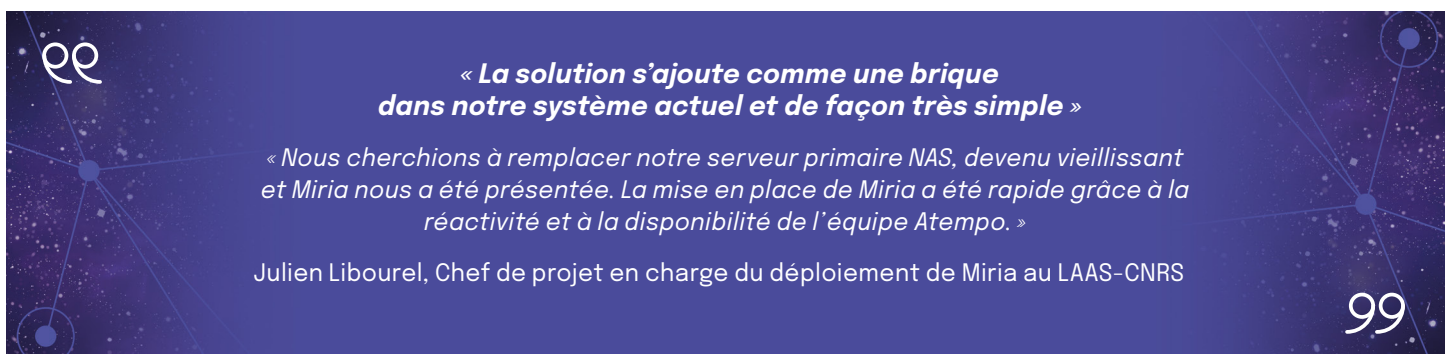 « La solution s’ajoute comme une brique
dans notre système actuel et de façon très simple »
« Nous cherchions à remplacer notre serveur primaire NAS, devenu vieillissant
et Miria nous a été présentée. La mise en place de Miria a été rapide grâce à la
réactivité et à la disponibilité de l’équipe Atempo. »
Julien Libourel, Chef de projet en charge du déploiement de Miria au LAAS-CNRS